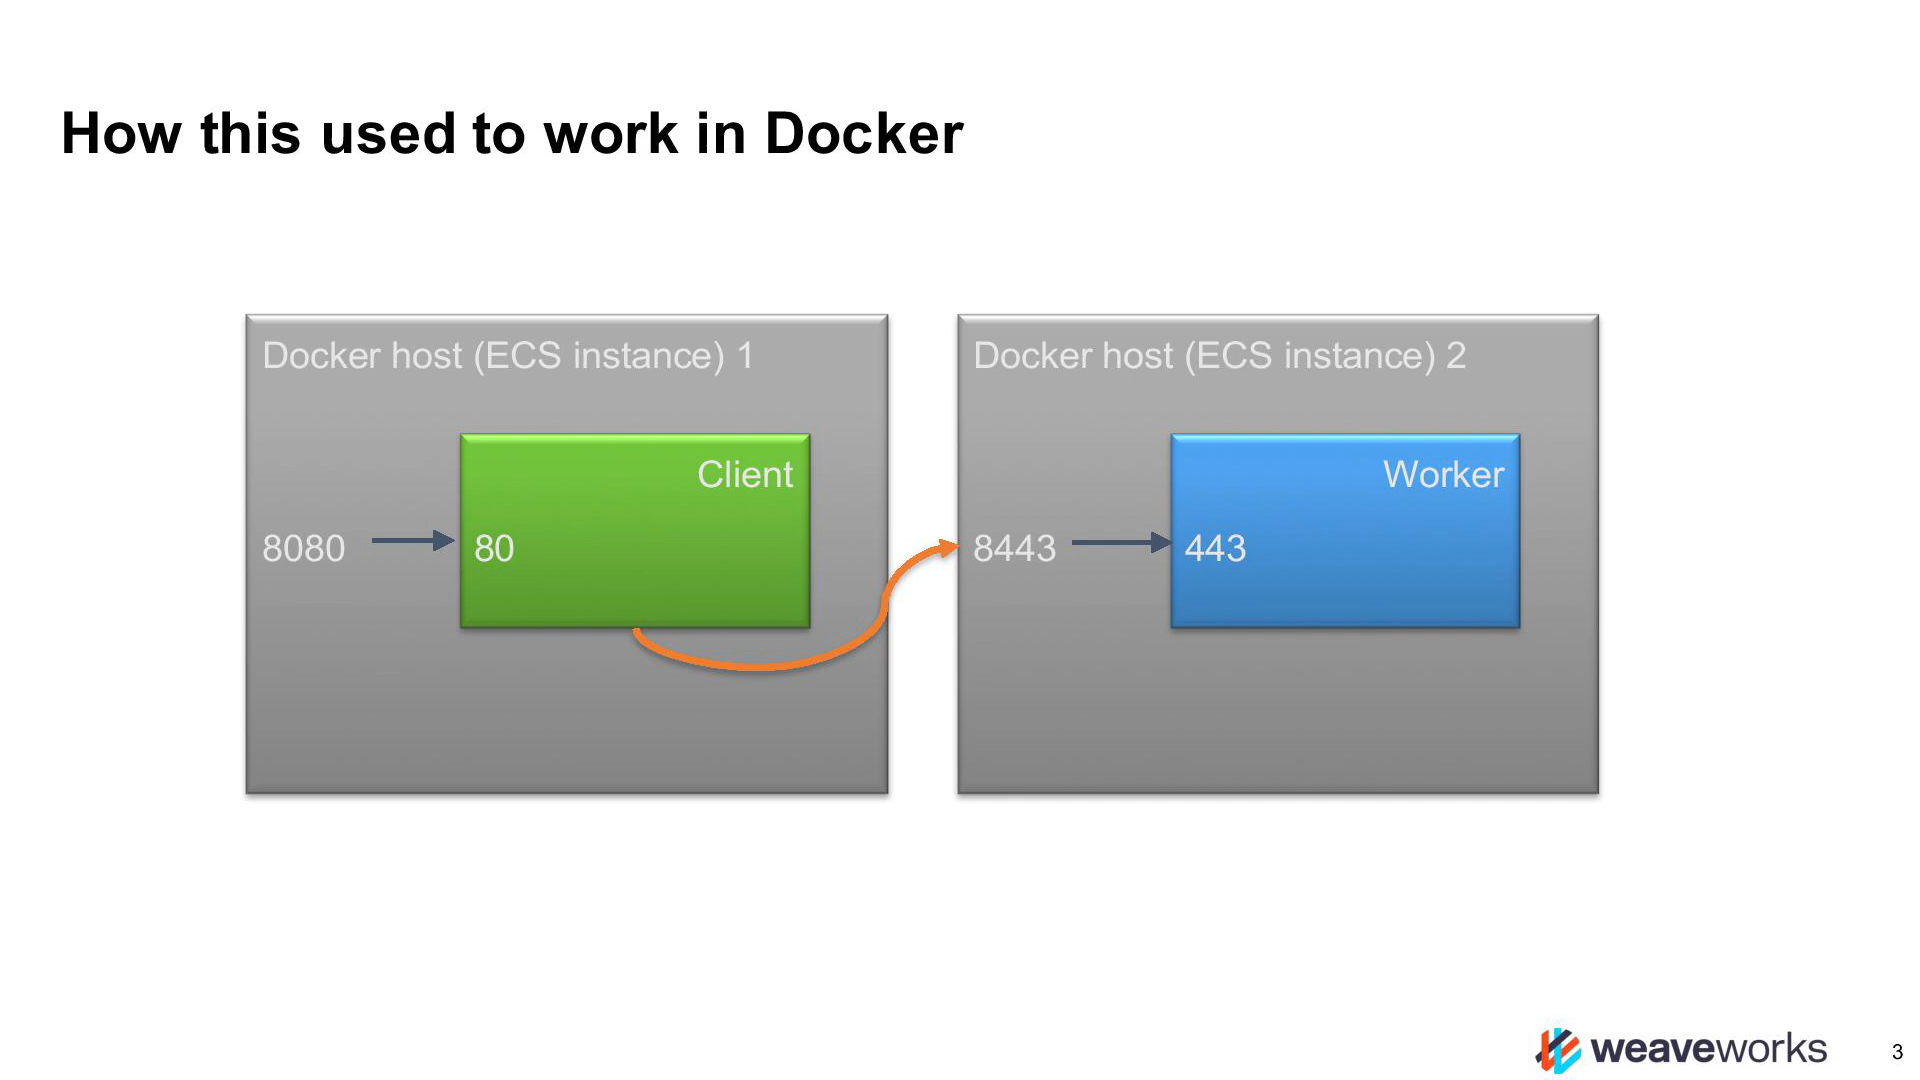 How this used to work in Docker
Docker host (ECS instance) 1
Client
8080
80
Docker host (ECS instance) 2
Worker
8443
443
weaveworks
3